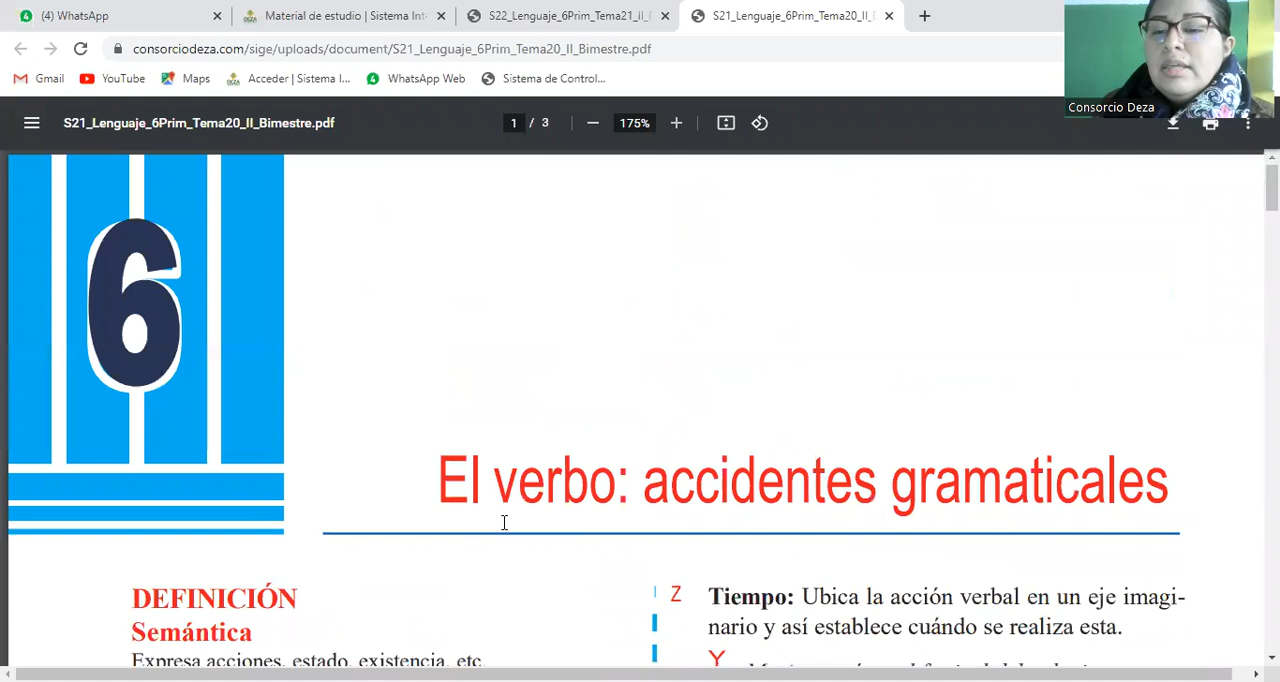 (4) WhatsApp
Material de estudio | Sistema Int
S22_Lenguaje_6Prim_Tema21_II_B
S21_Lenguaje_6Prim_Tema20_II_B
consorciodeza.com/sige/uploads/document/S21_Lenguaje_6Prim_Tema20_II_Bimestre.pdf
Gmail
YouTube
Maps
Acceder | Sistema I...
WhatsApp Web
Sistema de Control...
Consorcio Deza
S21_Lenguaje_6Prim_Tema20_II_Bimestre.pdf
1 / 3
175%
6
El verbo: accidentes gramaticales
DEFINICIÓN
Semántica
Expresa acciones, estado, existencia, etc.
Z Tiempo: Ubica la acción verbal en un eje imagi-
nario y así establece cuándo se realiza esta.
Y